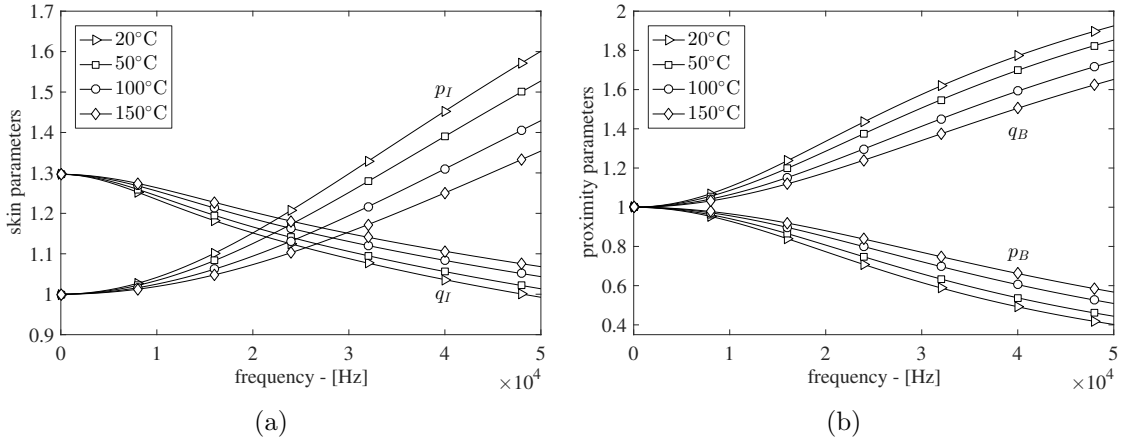 1.7
1.6
1.5
1.4
1.3
1.2
1.1
1
0.9
skin parameters
20°C
50°C
100°C
150°C
p_I
q_I
0 1 2 3 4 5
frequency - [Hz]
×10^4
(a)
2
1.8
1.6
1.4
1.2
1
0.8
0.6
0.4
proximity parameters
20°C
50°C
100°C
150°C
q_B
p_B
0 1 2 3 4 5
frequency - [Hz]
×10^4
(b)